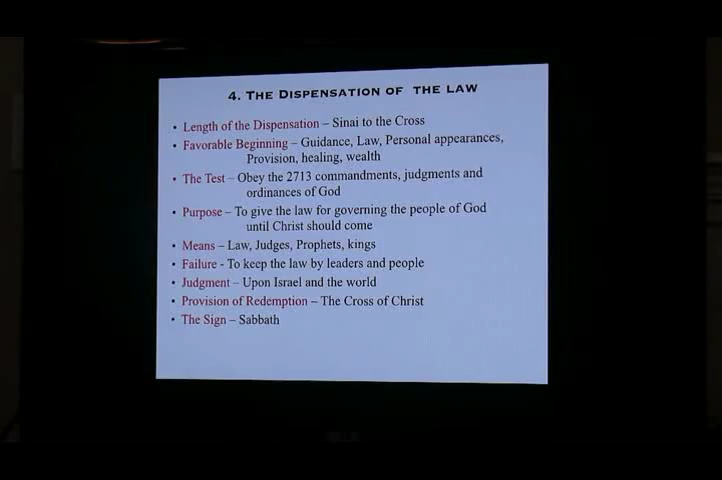 4. THE DISPENSATION OF THE LAW
• Length of the Dispensation – Sinai to the Cross
• Favorable Beginning – Guidance, Law, Personal appearances,
Provision, healing, wealth
• The Test – Obey the 2713 commandments, judgments and
ordinances of God
• Purpose – To give the law for governing the people of God
until Christ should come
• Means – Law, Judges, Prophets, kings
• Failure - To keep the law by leaders and people
• Judgment – Upon Israel and the world
• Provision of Redemption – The Cross of Christ
• The Sign – Sabbath